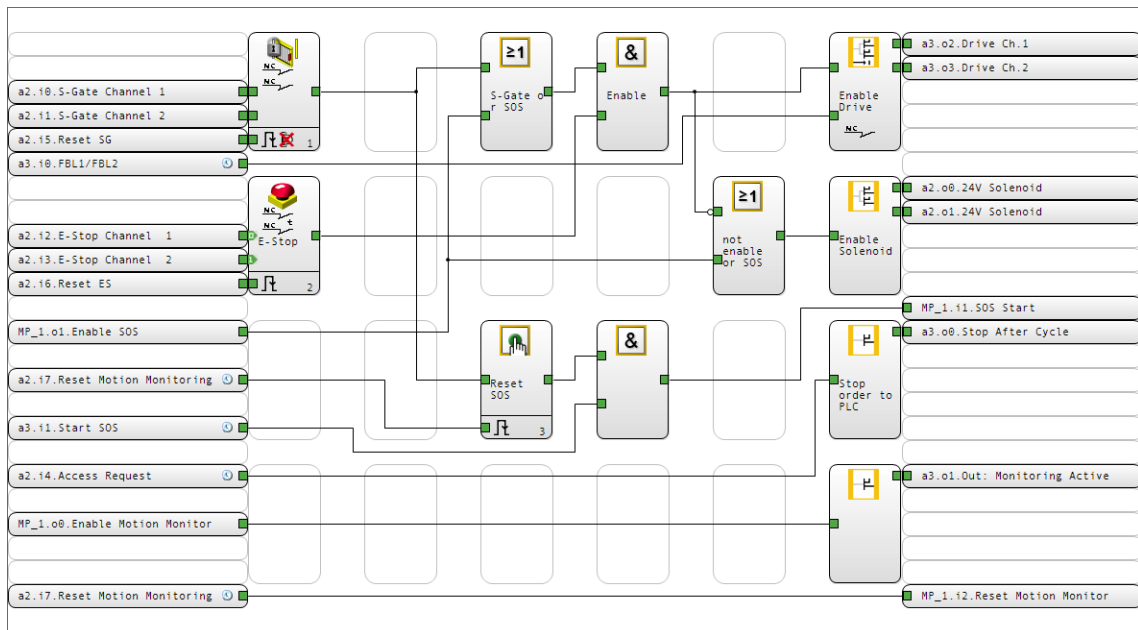 a2.i0.S-Gate Channel 1
a2.i1.S-Gate Channel 2
a2.i5.Reset SG
a3.i0.FBL1/FBL2
a2.i2.E-Stop Channel  1
a2.i3.E-Stop Channel  2
a2.i6.Reset ES
MP_1.o1.Enable SOS
a2.i7.Reset Motion Monitoring
a3.i1.Start SOS
a2.i4.Access Request
MP_1.o0.Enable Motion Monitor
a2.i7.Reset Motion Monitoring
NC
NC
1
NC
NC t
E-Stop
2
≥1
S-Gate o
r SOS
&
Enable
≥1
not
enable
or SOS
Reset
SOS
3
&
Enable
Drive
NC
Enable
Solenoid
Stop
order to
PLC
a3.o2.Drive Ch.1
a3.o3.Drive Ch.2
a2.o0.24V Solenoid
a2.o1.24V Solenoid
MP_1.i1.SOS Start
a3.o0.Stop After Cycle
a3.o1.Out: Monitoring Active
MP_1.i2.Reset Motion Monitor